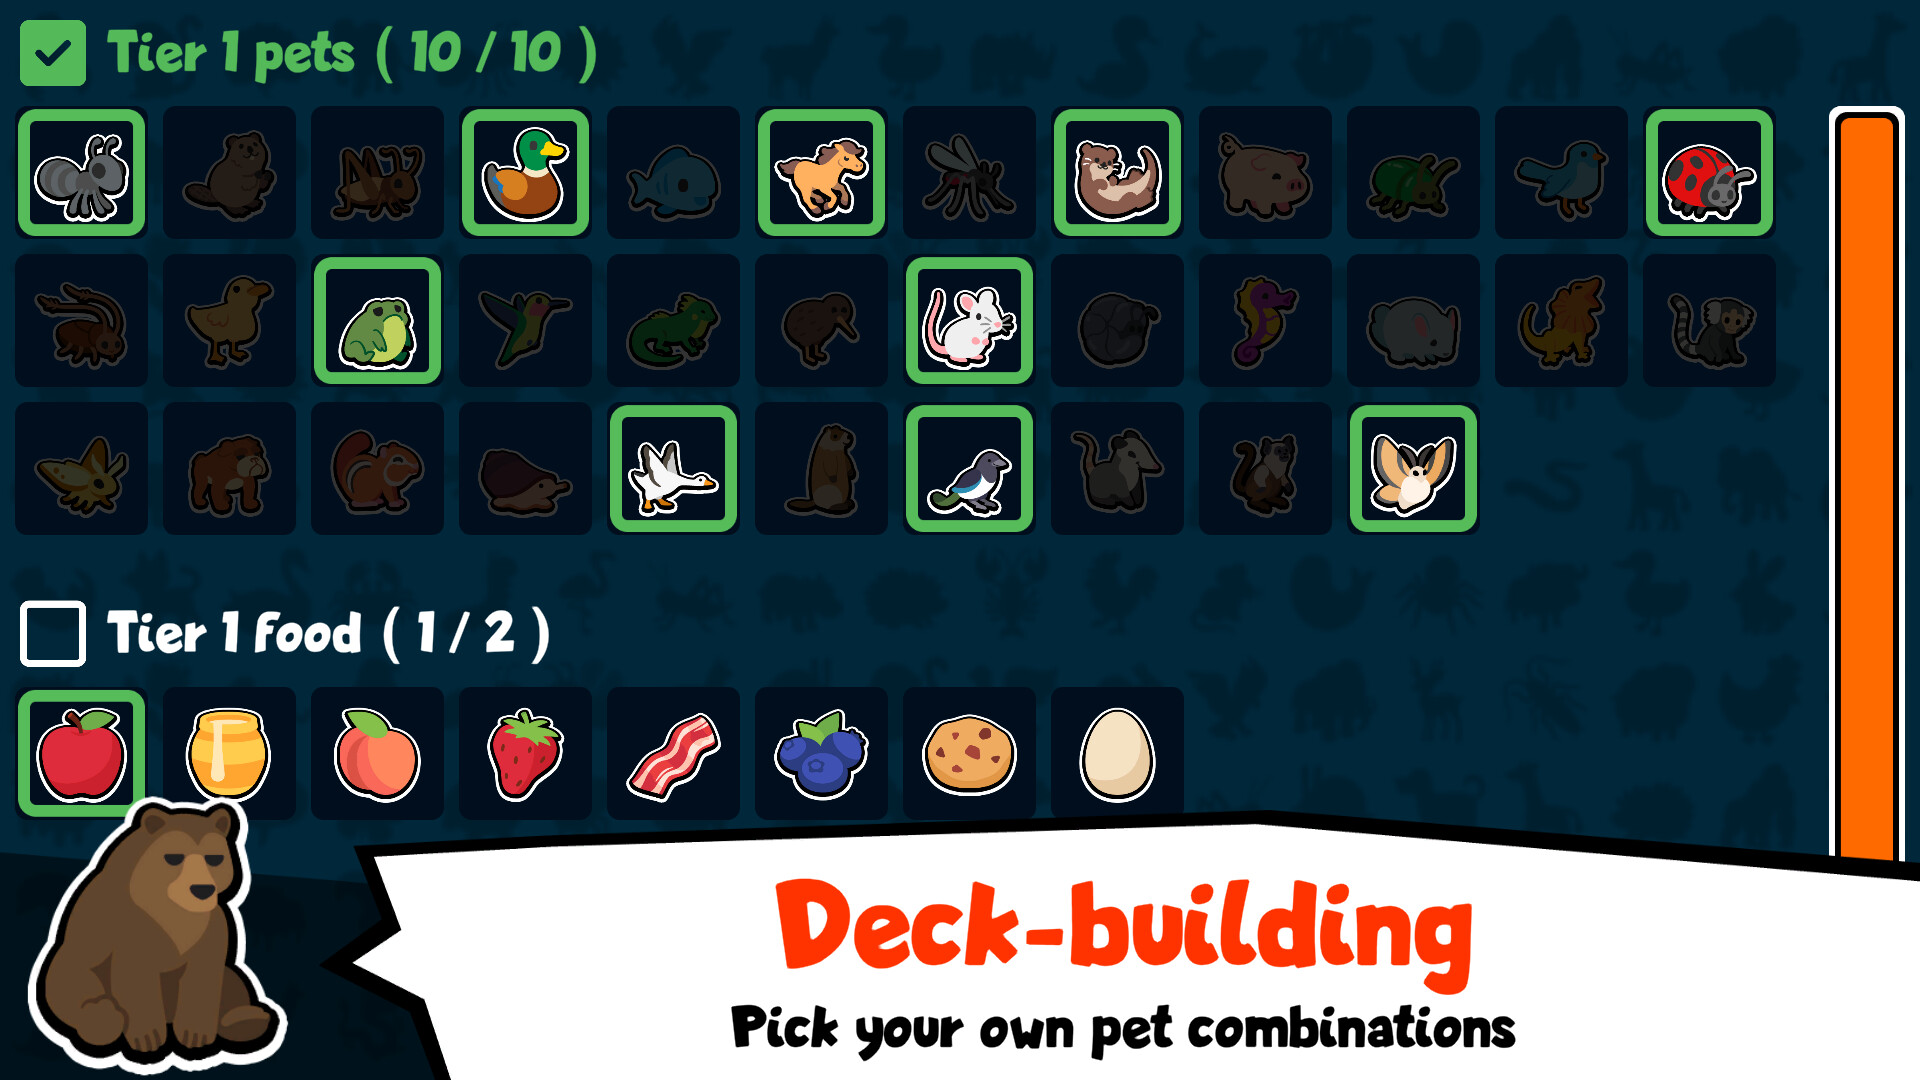 Tier 1 pets ( 10 / 10 )
Tier 1 food ( 1 / 2 )
Deck-building
Pick your own pet combinations